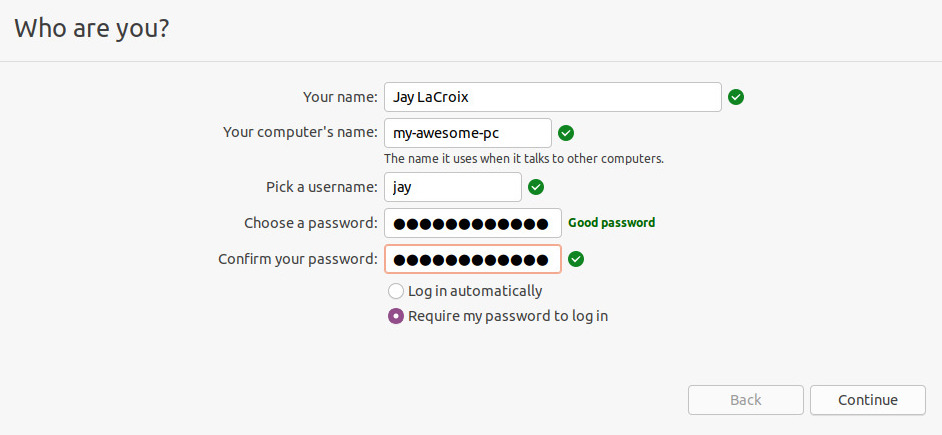 Who are you?
Your name: Jay LaCroix
Your computer's name: my-awesome-pc
The name it uses when it talks to other computers.
Pick a username: jay
Choose a password: ●●●●●●●●●●●● Good password
Confirm your password: ●●●●●●●●●●●●
Log in automatically
Require my password to log in
Back Continue